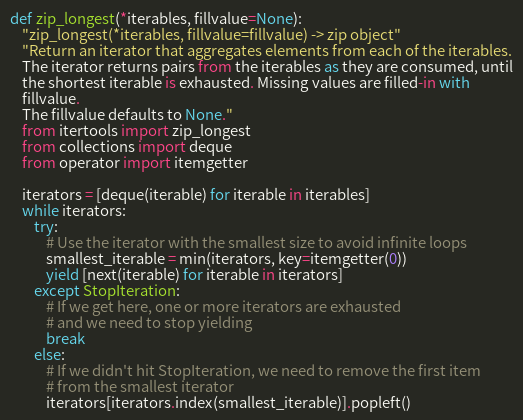 def zip_longest(*iterables, fillvalue=None):
"zip_longest(*iterables, fillvalue=fillvalue) -> zip object"
"Return an iterator that aggregates elements from each of the iterables.
The iterator returns pairs from the iterables as they are consumed, until
the shortest iterable is exhausted. Missing values are filled-in with
fillvalue.
The fillvalue defaults to None."
from itertools import zip_longest
from collections import deque
from operator import itemgetter
iterators = [deque(iterable) for iterable in iterables]
while iterators:
try:
# Use the iterator with the smallest size to avoid infinite loops
smallest_iterable = min(iterators, key=itemgetter(0))
yield [next(iterable) for iterable in iterators]
except StopIteration:
# If we get here, one or more iterators are exhausted
# and we need to stop yielding
break
else:
# If we didn't hit StopIteration, we need to remove the first item
# from the smallest iterator
iterators[iterators.index(smallest_iterable)].popleft()